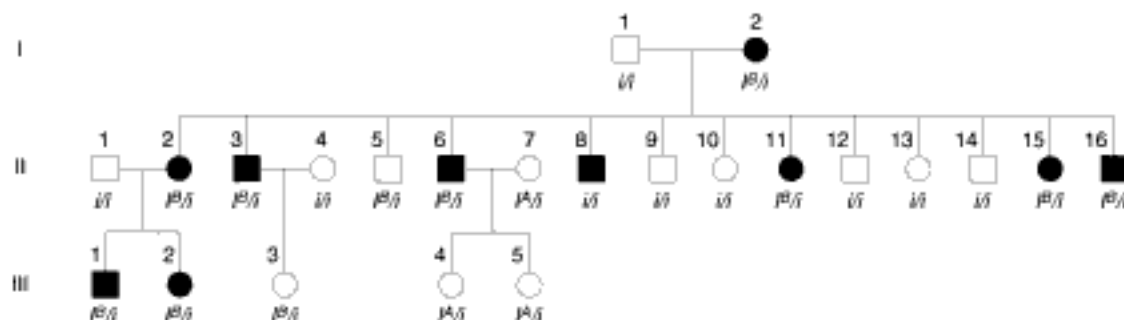 1 2
I
i/i Iᴮ/i
1 2 3 4 5 6 7 8 9 10 11 12 13 14 15 16
II
i/i Iᴮ/i Iᴮ/i i/i Iᴮ/i Iᴮ/i Iᴬ/i i/i i/i i/i Iᴮ/i i/i i/i i/i Iᴮ/i Iᴮ/i
1 2 3 4 5
III
Iᴮ/i Iᴮ/i Iᴮ/i Iᴬ/i Iᴬ/i